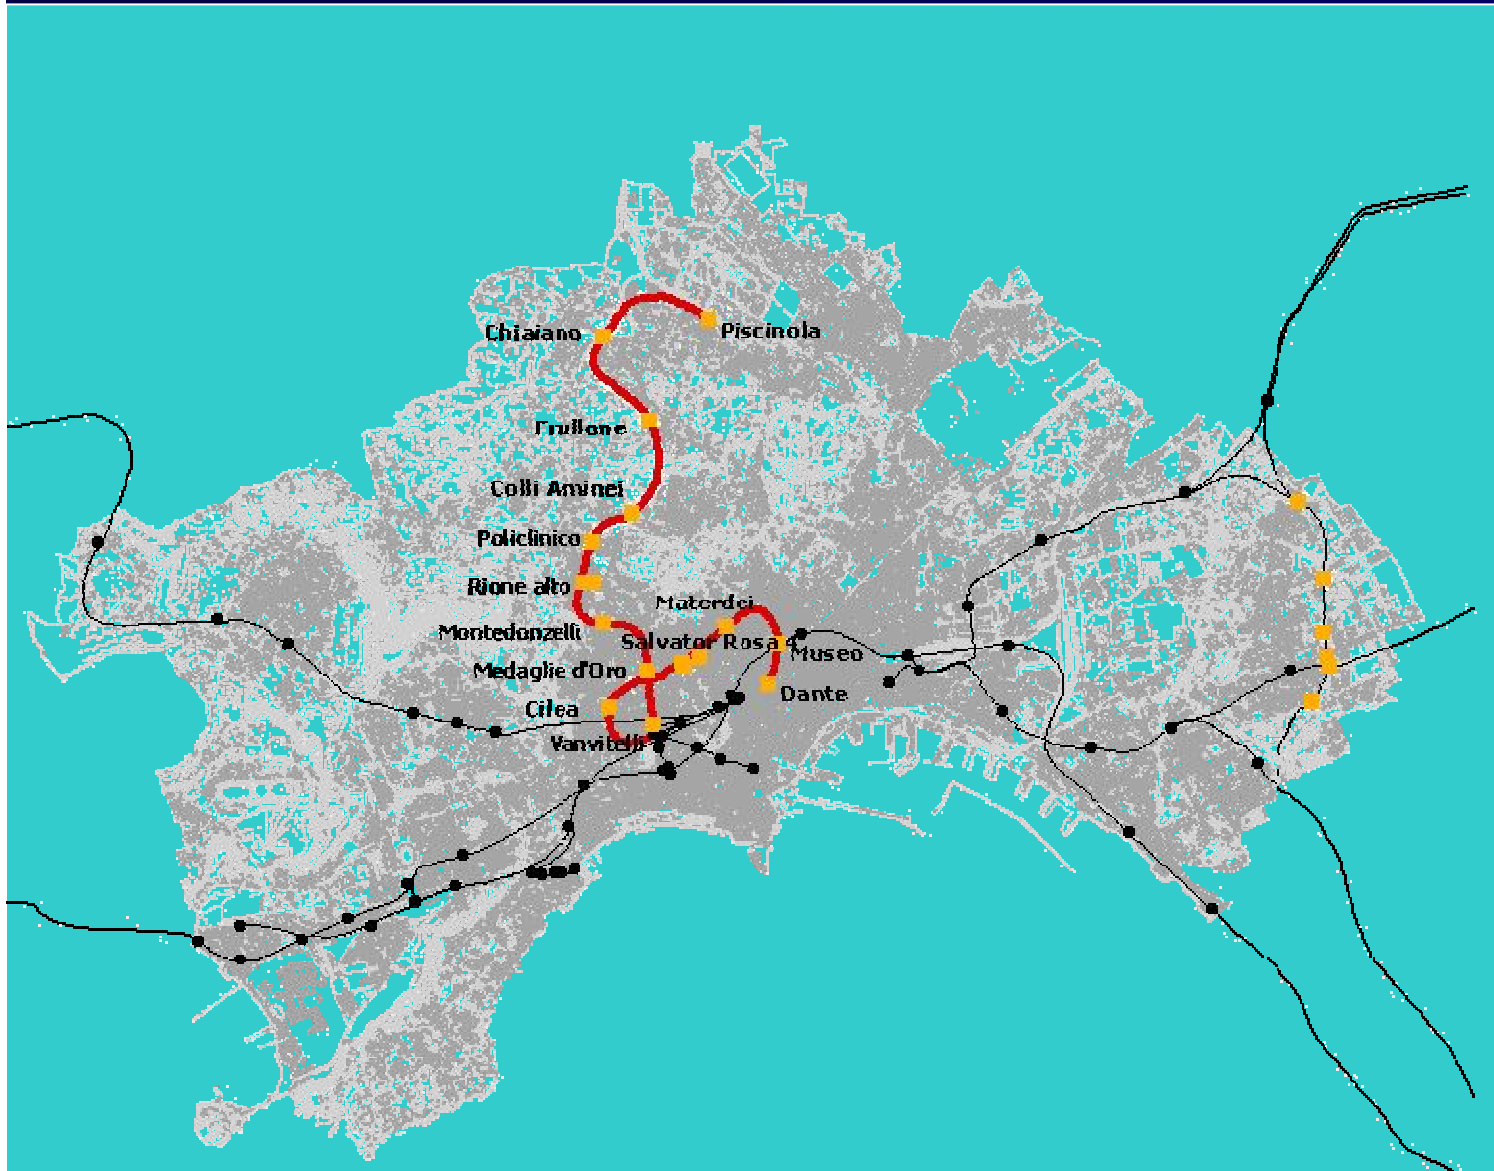 Chiaiano
Piscinola
Frullone
Colli Aminei
Policlinico
Rione alto
Materdei
Montedonzelli
Salvator Rosa
Museo
Medaglie d'Oro
Dante
Cilea
Vanvitelli